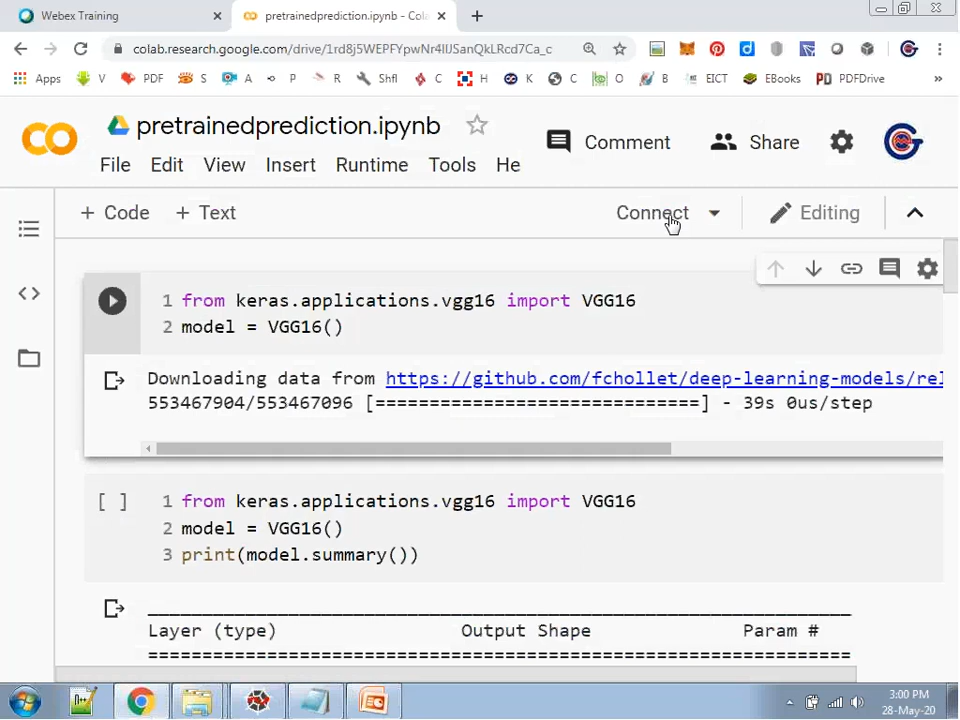 Webex Training
pretrainedprediction.ipynb - Col
colab.research.google.com/drive/1rd8j5WEPFYpwNr4IlJSanQkLRcd7Ca_c
Apps V PDF S A P R Shfl C H K C O B EICT EBooks PDFDrive »
pretrainedprediction.ipynb
Comment Share
File Edit View Insert Runtime Tools He
+ Code + Text Connect Editing
1 from keras.applications.vgg16 import VGG16
2 model = VGG16()
Downloading data from https://github.com/fchollet/deep-learning-models/rel
553467904/553467096 [==============================] - 39s 0us/step
[ ] 1 from keras.applications.vgg16 import VGG16
2 model = VGG16()
3 print(model.summary())
Layer (type) Output Shape Param #
=================================================================
3:00 PM
28-May-20